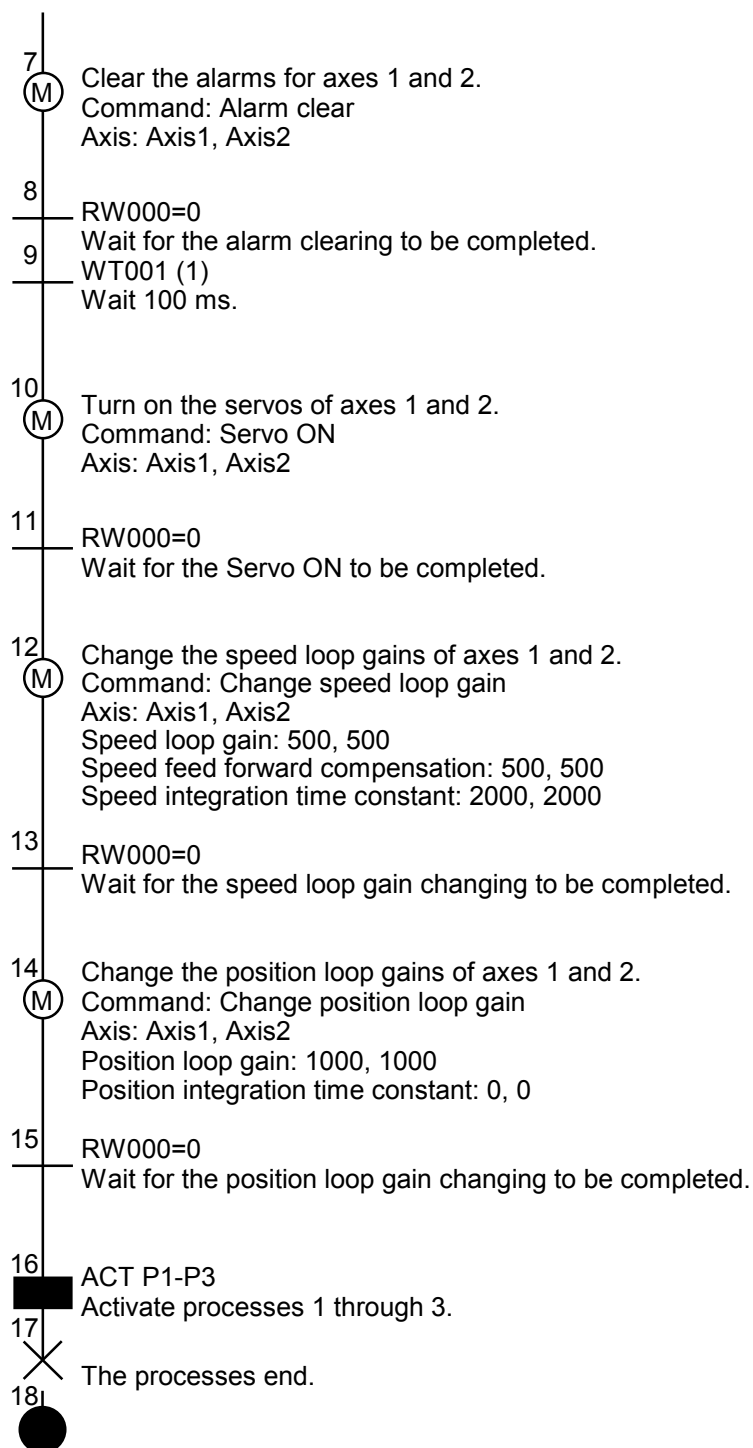 7
M
Clear the alarms for axes 1 and 2.
Command: Alarm clear
Axis: Axis1, Axis2
8
RW000=0
Wait for the alarm clearing to be completed.
9
WT001 (1)
Wait 100 ms.
10
M
Turn on the servos of axes 1 and 2.
Command: Servo ON
Axis: Axis1, Axis2
11
RW000=0
Wait for the Servo ON to be completed.
12
M
Change the speed loop gains of axes 1 and 2.
Command: Change speed loop gain
Axis: Axis1, Axis2
Speed loop gain: 500, 500
Speed feed forward compensation: 500, 500
Speed integration time constant: 2000, 2000
13
RW000=0
Wait for the speed loop gain changing to be completed.
14
M
Change the position loop gains of axes 1 and 2.
Command: Change position loop gain
Axis: Axis1, Axis2
Position loop gain: 1000, 1000
Position integration time constant: 0, 0
15
RW000=0
Wait for the position loop gain changing to be completed.
16
ACT P1-P3
Activate processes 1 through 3.
17
The processes end.
18